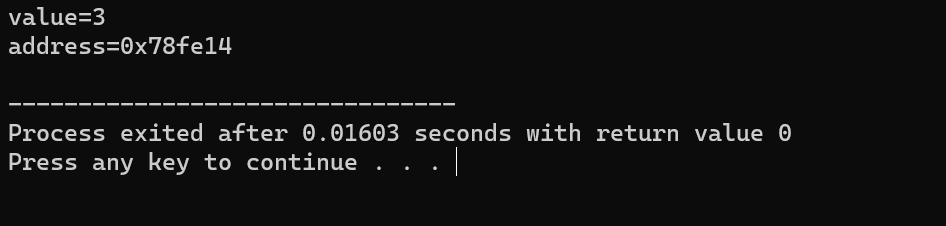 value=3
address=0x78fe14
--------------------------------
Process exited after 0.01603 seconds with return value 0
Press any key to continue . . .